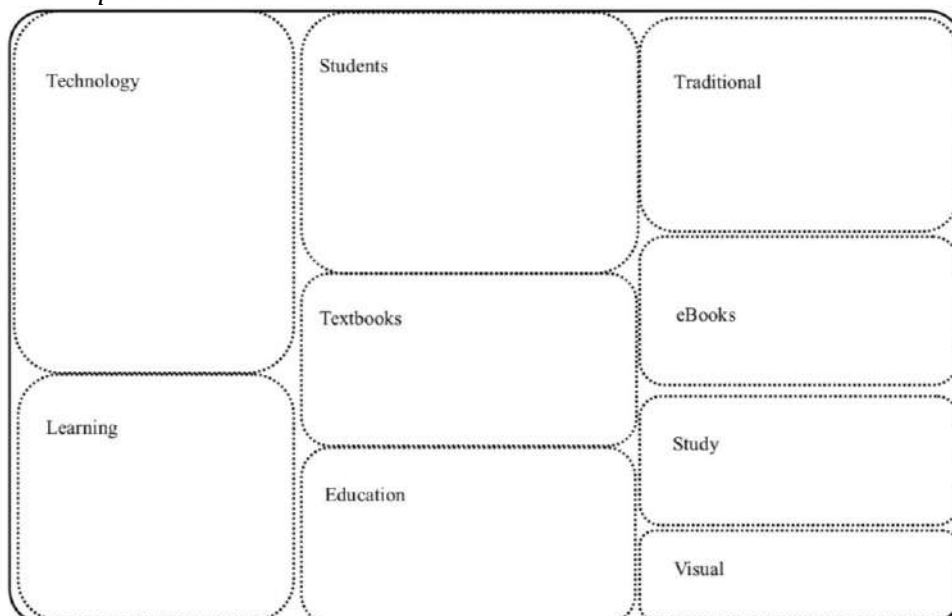 Technology
Learning
Students
Textbooks
Education
Traditional
eBooks
Study
Visual